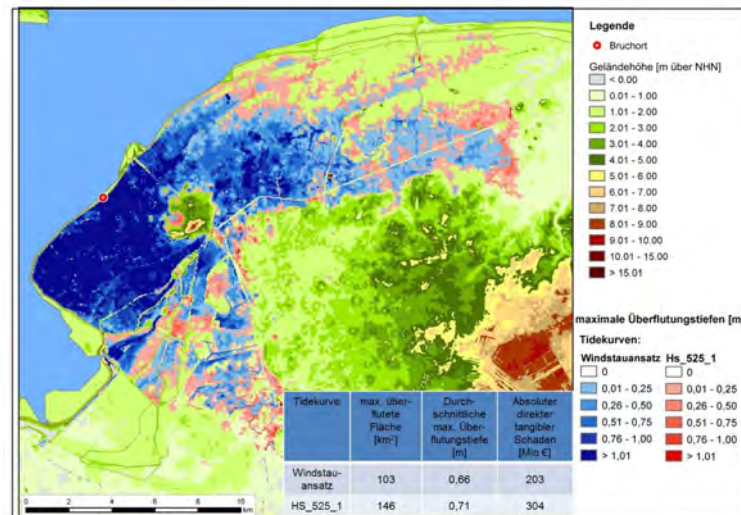 Legende
Bruchort
Geländehöhe [m über NHN]
< 0.00
0.01 - 1.00
1.01 - 2.00
2.01 - 3.00
3.01 - 4.00
4.01 - 5.00
5.01 - 6.00
6.01 - 7.00
7.01 - 8.00
8.01 - 9.00
9.01 - 10.00
10.01 - 15.00
> 15.01
maximale Überflutungstiefen [m
Tidekurven:
Windstauansatz Hs_525_1
0 0
0,01 - 0,25 0,01 - 0,25
0,26 - 0,50 0,26 - 0,50
0,51 - 0,75 0,51 - 0,75
0,76 - 1,00 0,76 - 1,00
> 1,01 > 1,01
Tidekurve max. über- Durch- Absoluter
flutete schnittliche direkter
Fläche max. Über- tangibler
[km²] flutungstiefe Schaden
[m] [Mio €]
Windstau-
ansatz 103 0,66 203
HS_525_1 146 0,71 304
0 2 4 6 8 10
km